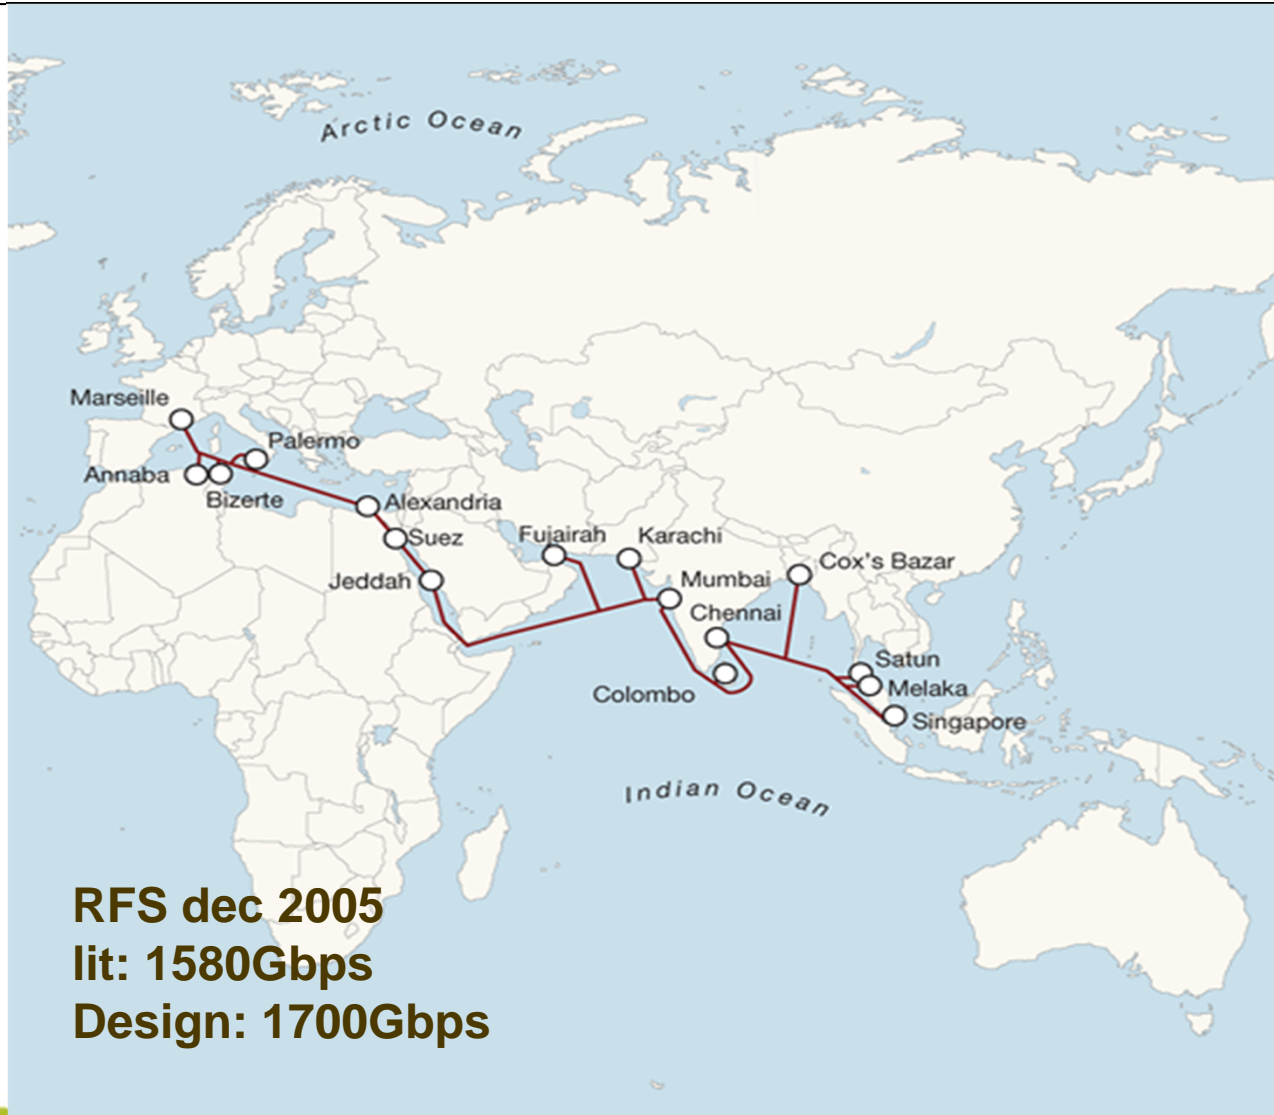 Arctic Ocean
Marseille
Palermo
Annaba
Bizerte
Alexandria
Suez
Fujairah
Karachi
Jeddah
Mumbai
Cox's Bazar
Chennai
Satun
Colombo
Melaka
Singapore
Indian Ocean
RFS dec 2005
lit: 1580Gbps
Design: 1700Gbps